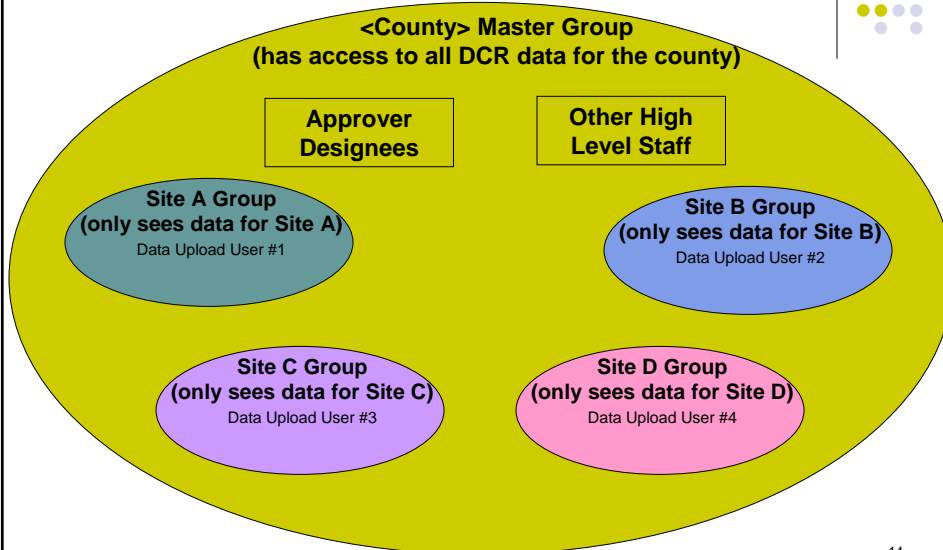 <County> Master Group
(has access to all DCR data for the county)
Approver
Designees
Other High
Level Staff
Site A Group
(only sees data for Site A)
Data Upload User #1
Site B Group
(only sees data for Site B)
Data Upload User #2
Site C Group
(only sees data for Site C)
Data Upload User #3
Site D Group
(only sees data for Site D)
Data Upload User #4